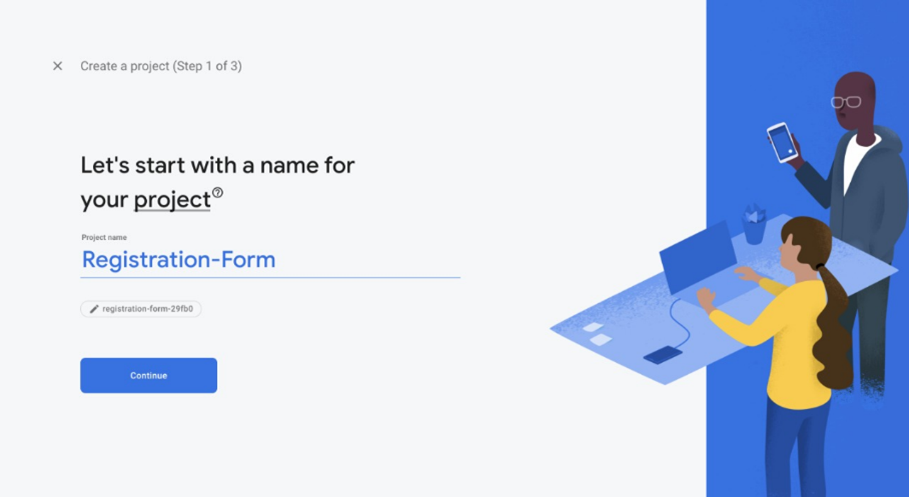 Create a project (Step 1 of 3)
Let's start with a name for
your project
Project name
Registration-Form
registration-form-29fb0
Continue